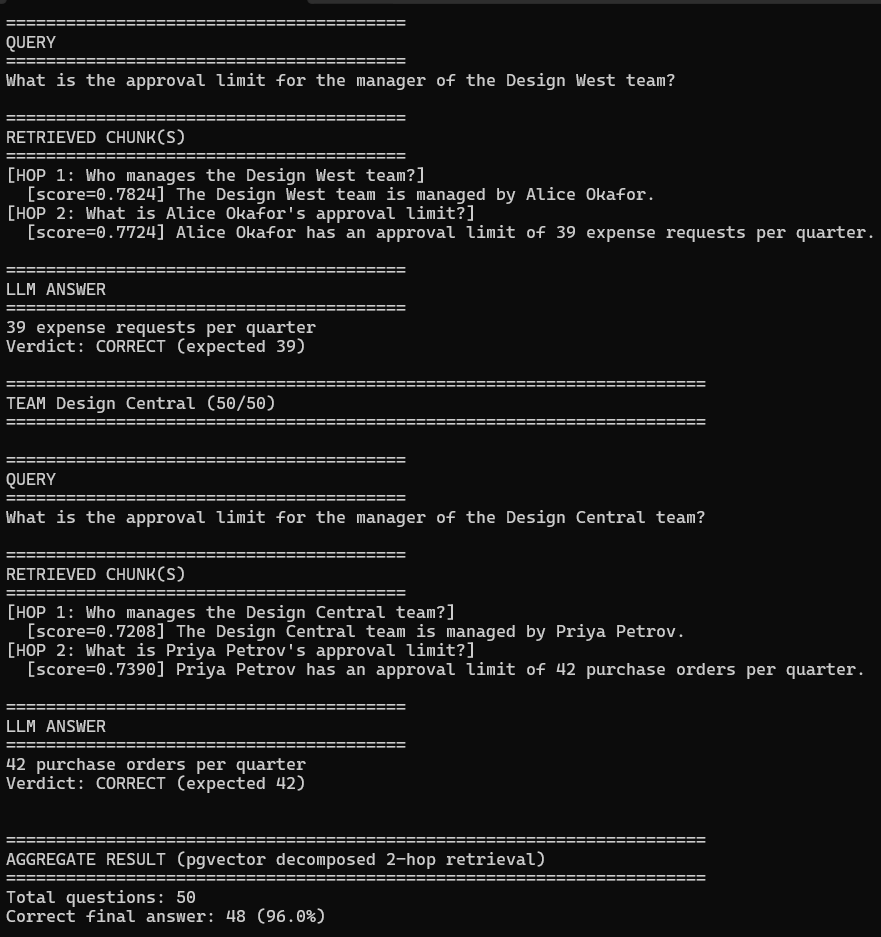 ========================================
QUERY
========================================
What is the approval limit for the manager of the Design West team?
========================================
RETRIEVED CHUNK(S)
========================================
[HOP 1: Who manages the Design West team?]
  [score=0.7824] The Design West team is managed by Alice Okafor.
[HOP 2: What is Alice Okafor's approval limit?]
  [score=0.7724] Alice Okafor has an approval limit of 39 expense requests per quarter.
========================================
LLM ANSWER
========================================
39 expense requests per quarter
Verdict: CORRECT (expected 39)
======================================================================
TEAM Design Central (50/50)
======================================================================
========================================
QUERY
========================================
What is the approval limit for the manager of the Design Central team?
========================================
RETRIEVED CHUNK(S)
========================================
[HOP 1: Who manages the Design Central team?]
  [score=0.7208] The Design Central team is managed by Priya Petrov.
[HOP 2: What is Priya Petrov's approval limit?]
  [score=0.7390] Priya Petrov has an approval limit of 42 purchase orders per quarter.
========================================
LLM ANSWER
========================================
42 purchase orders per quarter
Verdict: CORRECT (expected 42)
======================================================================
AGGREGATE RESULT (pgvector decomposed 2-hop retrieval)
======================================================================
Total questions: 50
Correct final answer: 48 (96.0%)